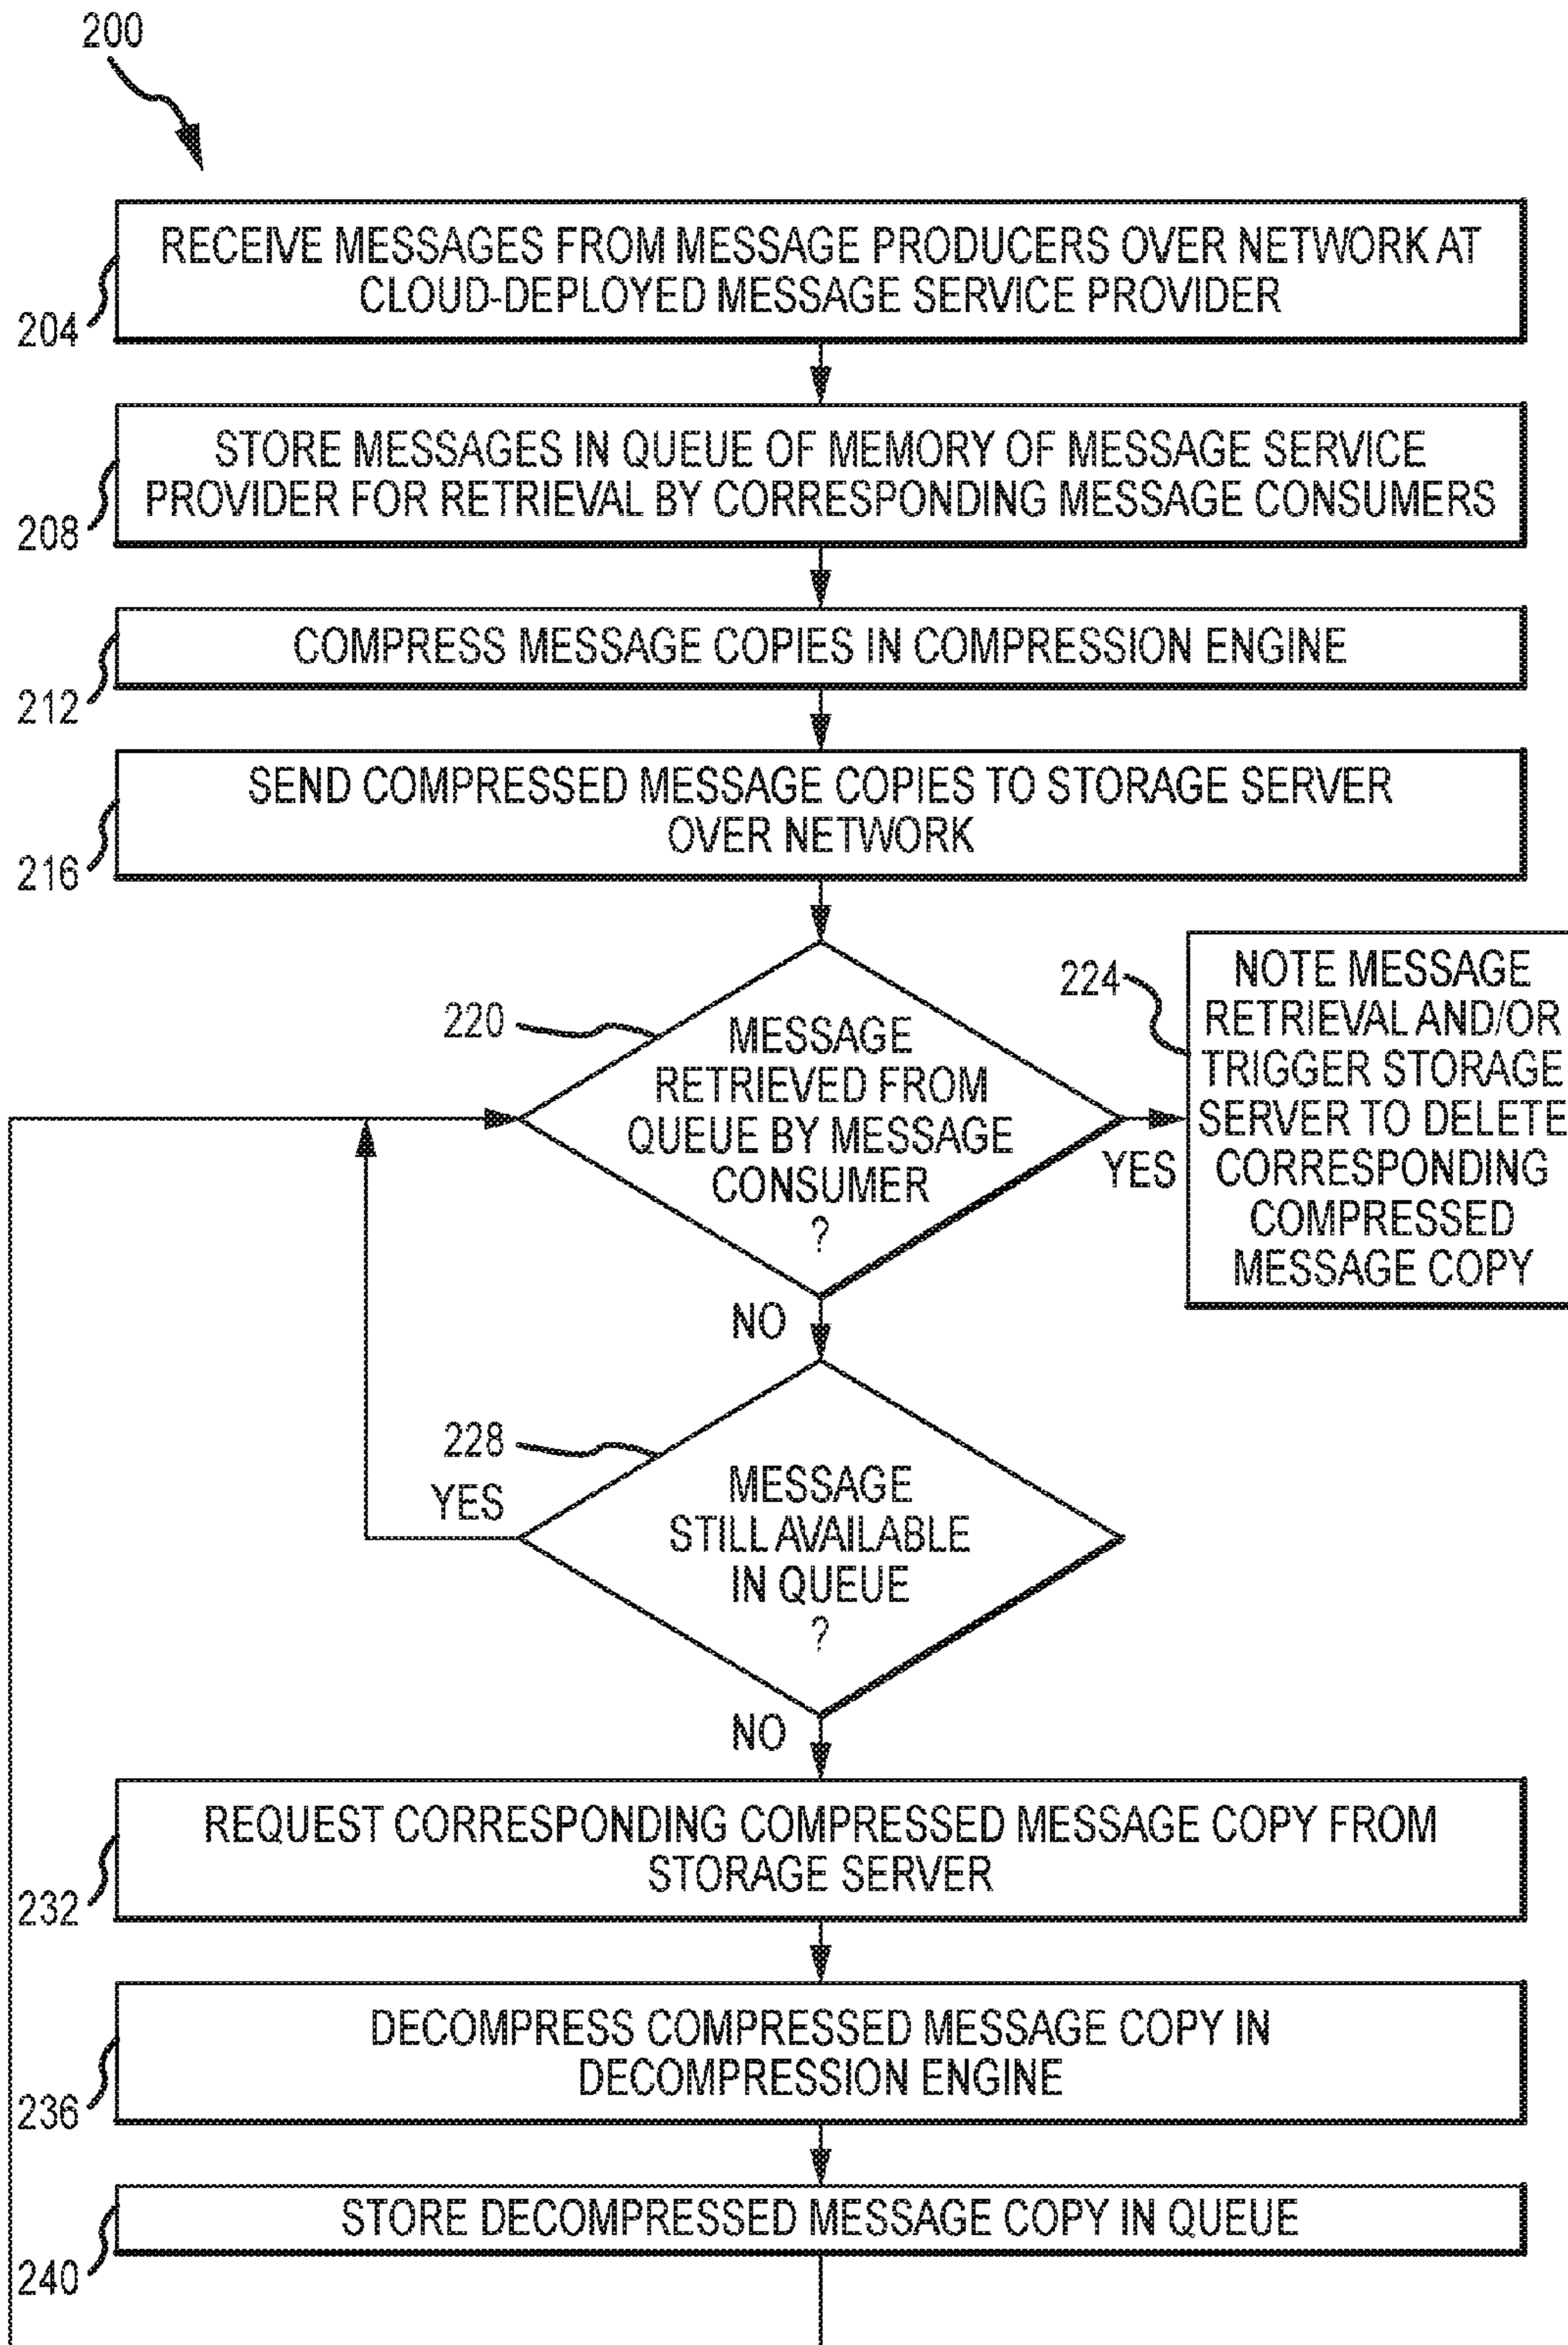 200
RECEIVE MESSAGES FROM MESSAGE PRODUCERS OVER NETWORK AT
CLOUD-DEPLOYED MESSAGE SERVICE PROVIDER
204
STORE MESSAGES IN QUEUE OF MEMORY OF MESSAGE SERVICE
PROVIDER FOR RETRIEVAL BY CORRESPONDING MESSAGE CONSUMERS
208
COMPRESS MESSAGE COPIES IN COMPRESSION ENGINE
212
SEND COMPRESSED MESSAGE COPIES TO STORAGE SERVER
OVER NETWORK
216
220
MESSAGE
RETRIEVED FROM
QUEUE BY MESSAGE
CONSUMER
?
YES
NO
224
NOTE MESSAGE
RETRIEVAL AND/OR
TRIGGER STORAGE
SERVER TO DELETE
CORRESPONDING
COMPRESSED
MESSAGE COPY
228
YES
MESSAGE
STILL AVAILABLE
IN QUEUE
?
NO
REQUEST CORRESPONDING COMPRESSED MESSAGE COPY FROM
STORAGE SERVER
232
DECOMPRESS COMPRESSED MESSAGE COPY IN
DECOMPRESSION ENGINE
236
STORE DECOMPRESSED MESSAGE COPY IN QUEUE
240